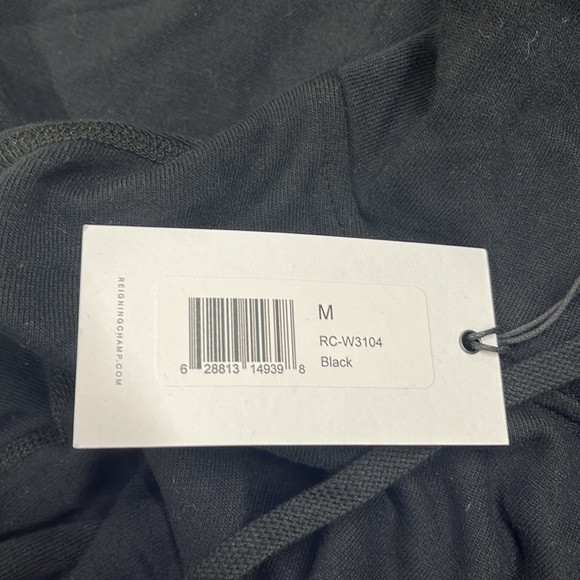 REIGNINGCHAMP.COM
M
RC-W3104
Black
6 28813 14939 8